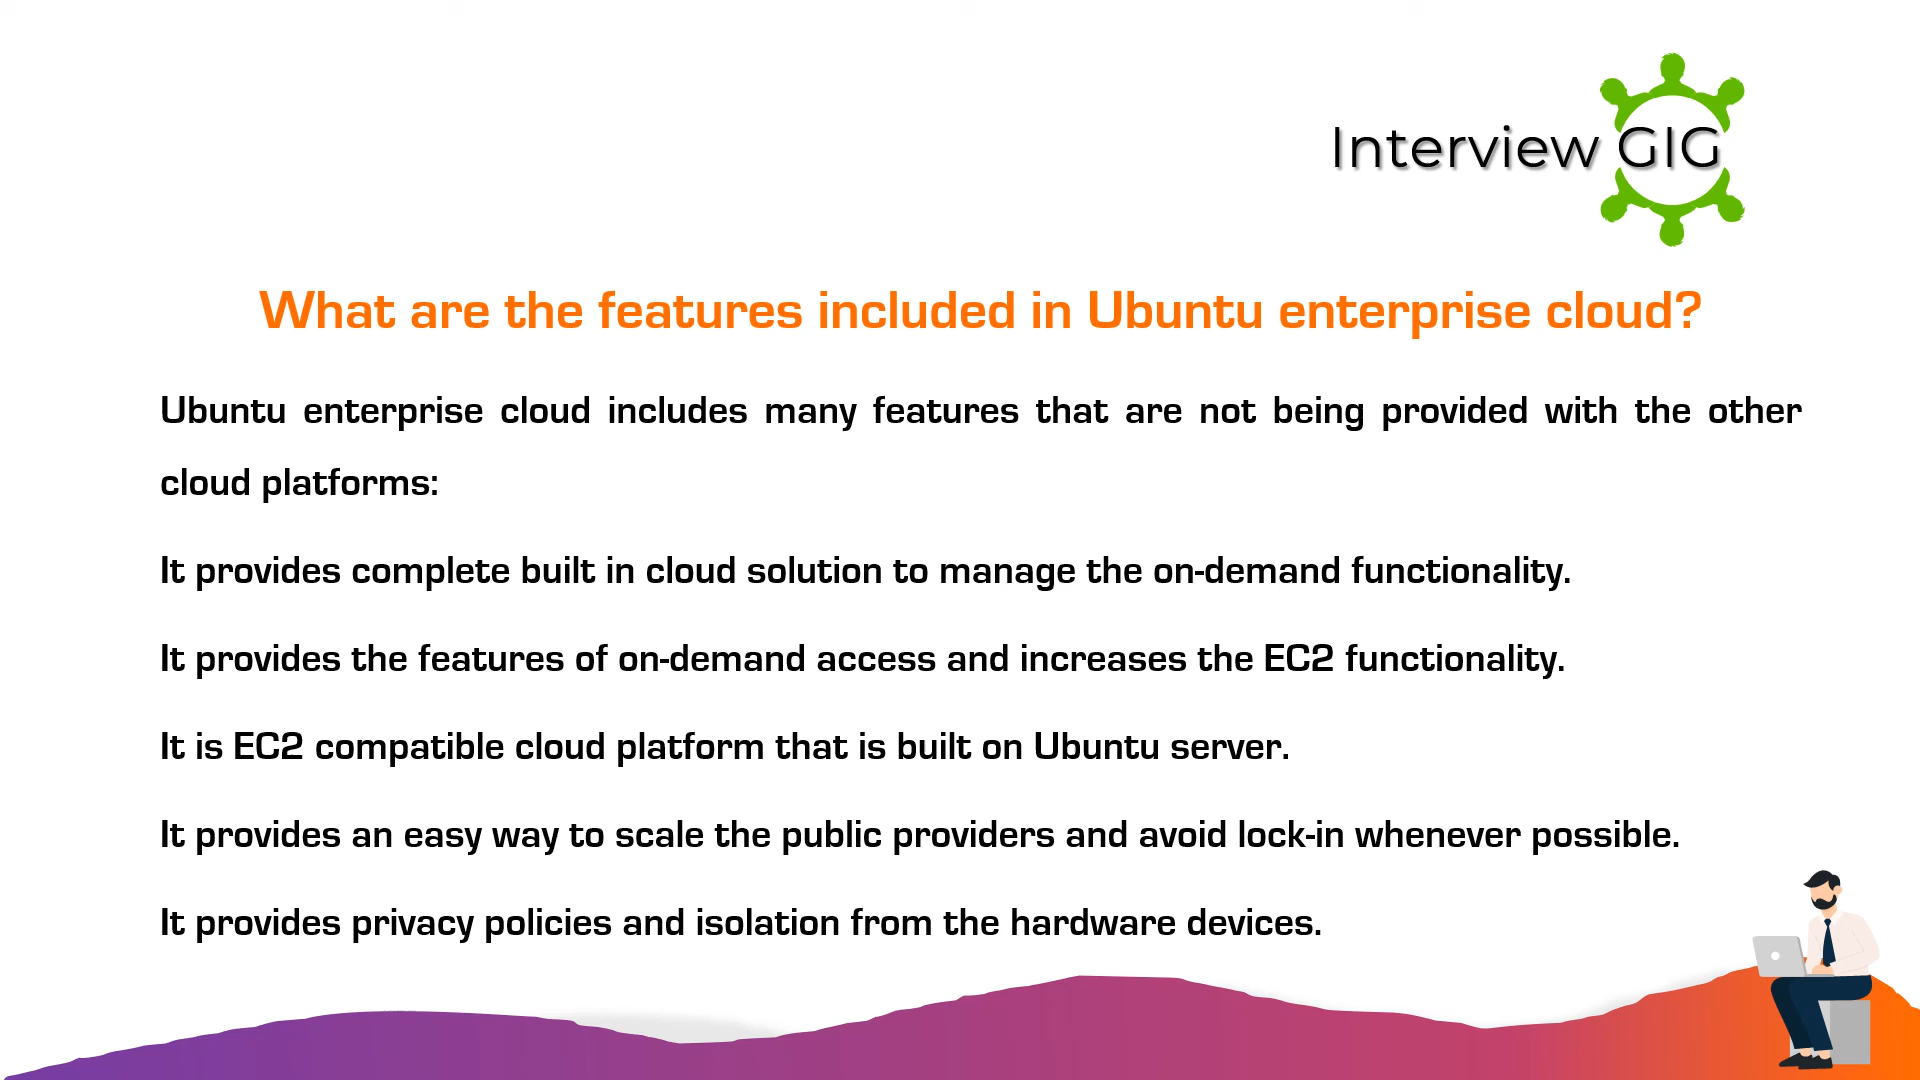 Interview GIG
What are the features included in Ubuntu enterprise cloud?
Ubuntu enterprise cloud includes many features that are not being provided with the other
cloud platforms:
It provides complete built in cloud solution to manage the on-demand functionality.
It provides the features of on-demand access and increases the EC2 functionality.
It is EC2 compatible cloud platform that is built on Ubuntu server.
It provides an easy way to scale the public providers and avoid lock-in whenever possible.
It provides privacy policies and isolation from the hardware devices.